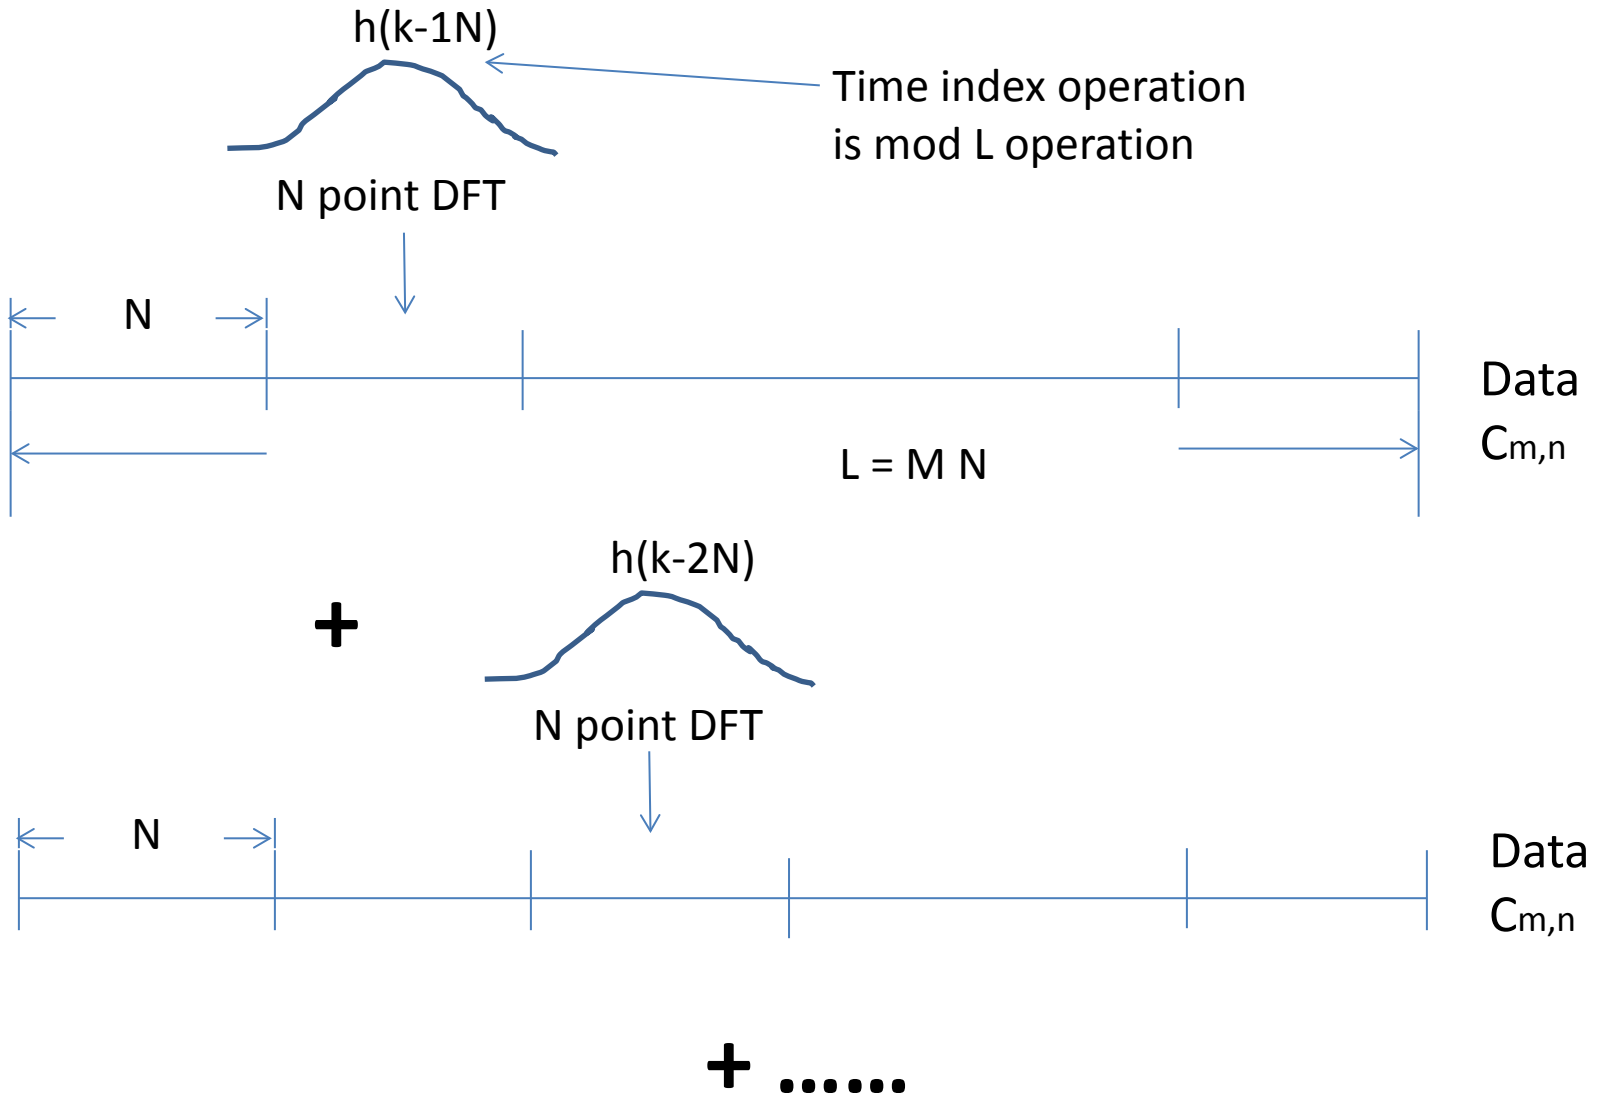 h(k-1N)
Time index operation
is mod L operation
N point DFT
N
Data
Cm,n
L = M N
h(k-2N)
+
N point DFT
N
Data
Cm,n
+ ......